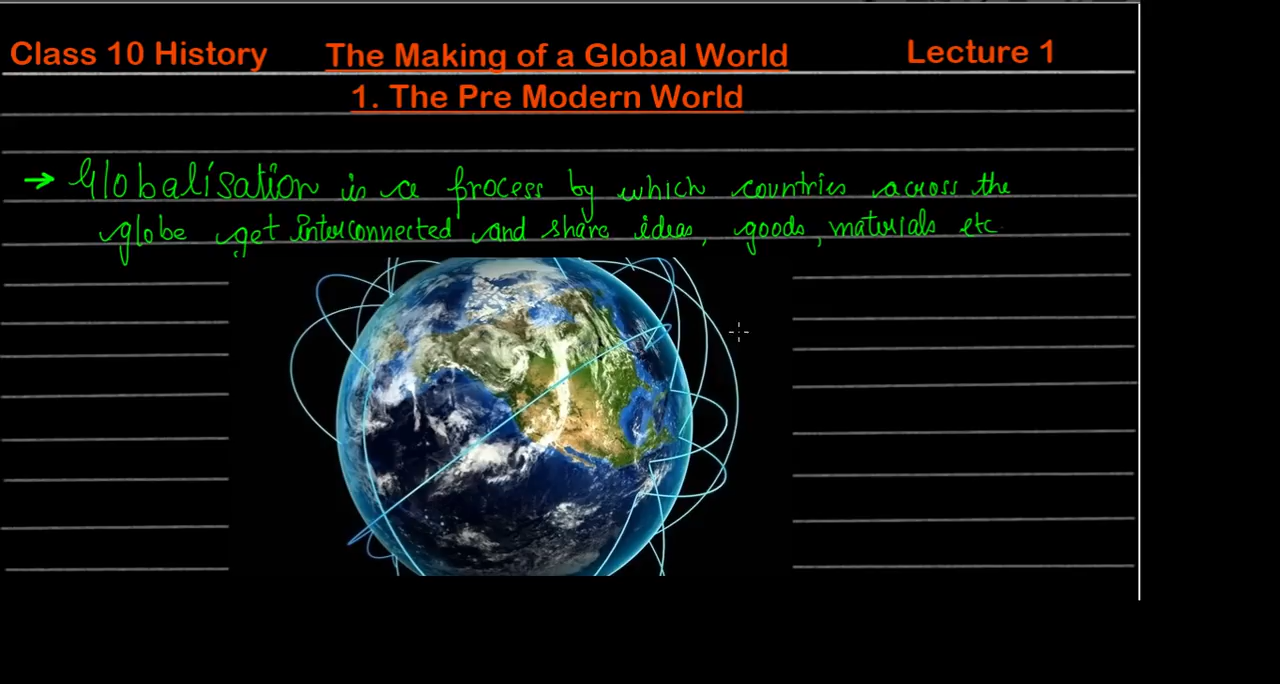 Class 10 History The Making of a Global World Lecture 1
1. The Pre Modern World
→ Globalisation is a process by which countries across the
globe get interconnected and share ideas, goods, materials etc.